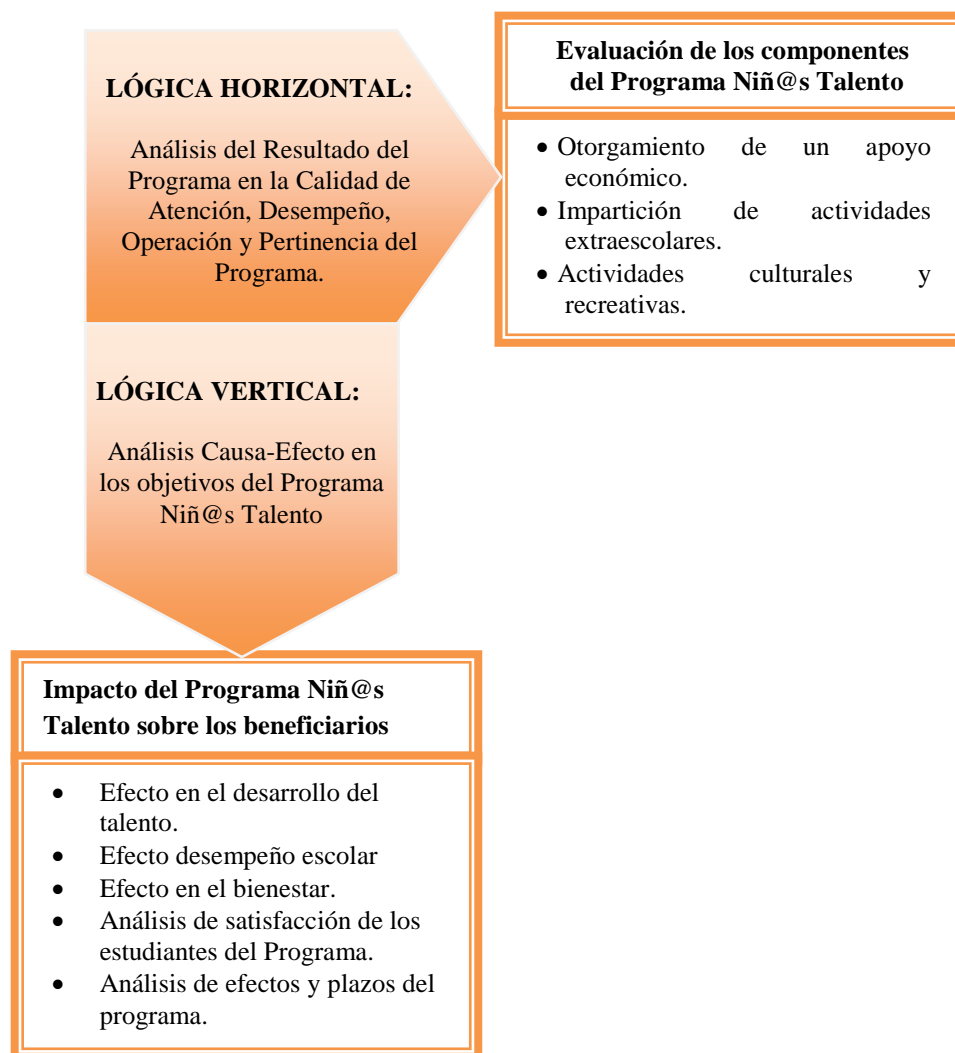 LÓGICA HORIZONTAL:
Análisis del Resultado del
Programa en la Calidad de
Atención, Desempeño,
Operación y Pertinencia del
Programa.
Evaluación de los componentes
del Programa Niñ@s Talento
• Otorgamiento de un apoyo
económico.
• Impartición de actividades
extraescolares.
• Actividades culturales y
recreativas.
LÓGICA VERTICAL:
Análisis Causa-Efecto en
los objetivos del Programa
Niñ@s Talento
Impacto del Programa Niñ@s
Talento sobre los beneficiarios
• Efecto en el desarrollo del
talento.
• Efecto desempeño escolar
• Efecto en el bienestar.
• Análisis de satisfacción de los
estudiantes del Programa.
• Análisis de efectos y plazos del
programa.